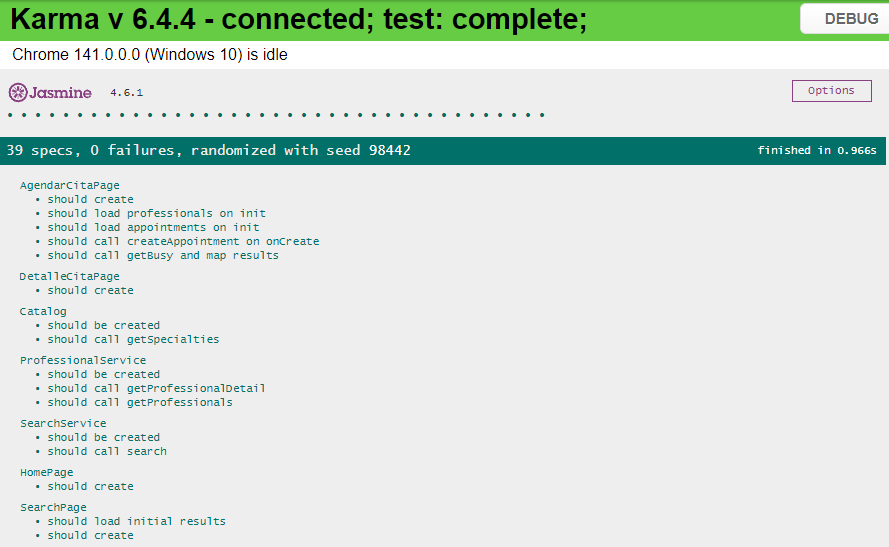 Karma v 6.4.4 - connected; test: complete;
DEBUG
Chrome 141.0.0.0 (Windows 10) is idle
Jasmine 4.6.1
Options
39 specs, 0 failures, randomized with seed 98442
finished in 0.966s
AgendarCitaPage
• should create
• should load professionals on init
• should load appointments on init
• should call createAppointment on onCreate
• should call getBusy and map results
DetalleCitaPage
• should create
Catalog
• should be created
• should call getSpecialties
ProfessionalService
• should be created
• should call getProfessionalDetail
• should call getProfessionals
SearchService
• should be created
• should call search
HomePage
• should create
SearchPage
• should load initial results
• should create